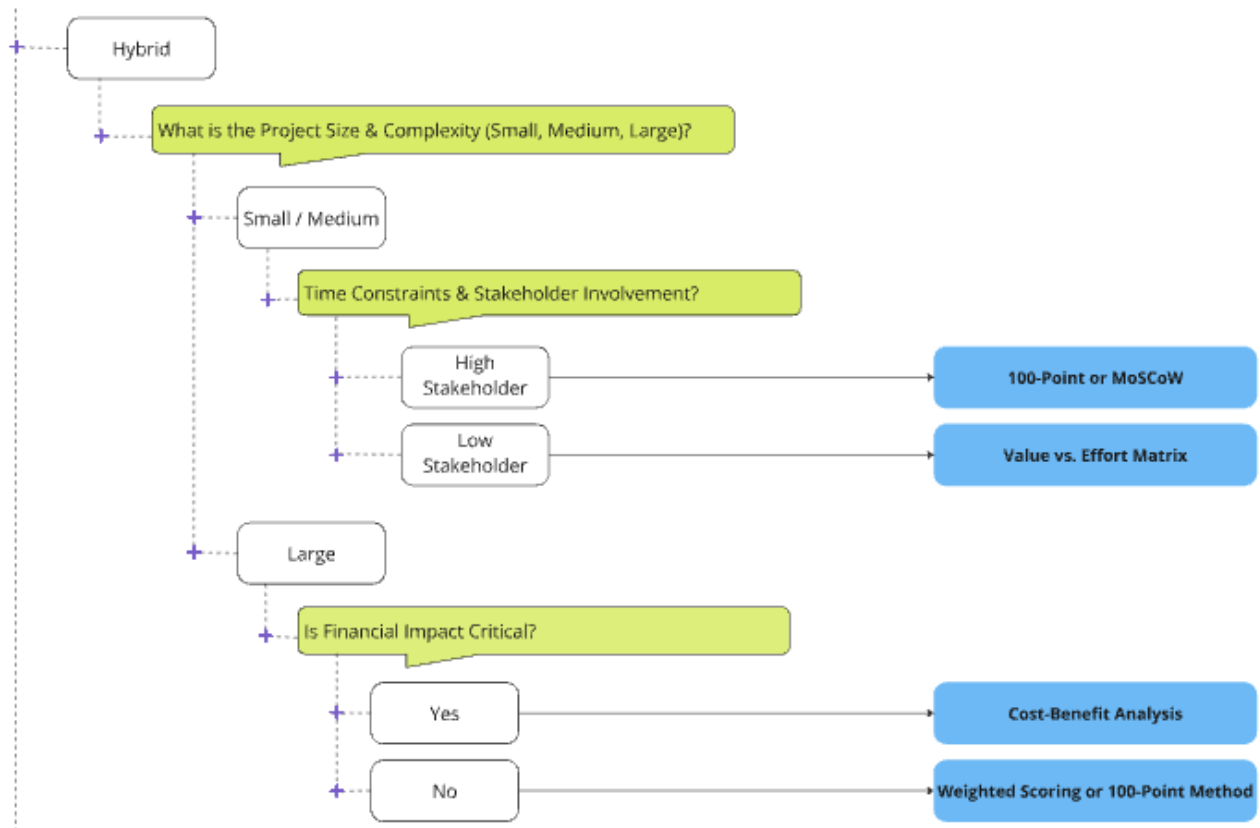 Hybrid
What is the Project Size & Complexity (Small, Medium, Large)?
Small / Medium
Time Constraints & Stakeholder Involvement?
High
Stakeholder
100-Point or MoSCoW
Low
Stakeholder
Value vs. Effort Matrix
Large
Is Financial Impact Critical?
Yes
Cost-Benefit Analysis
No
Weighted Scoring or 100-Point Method